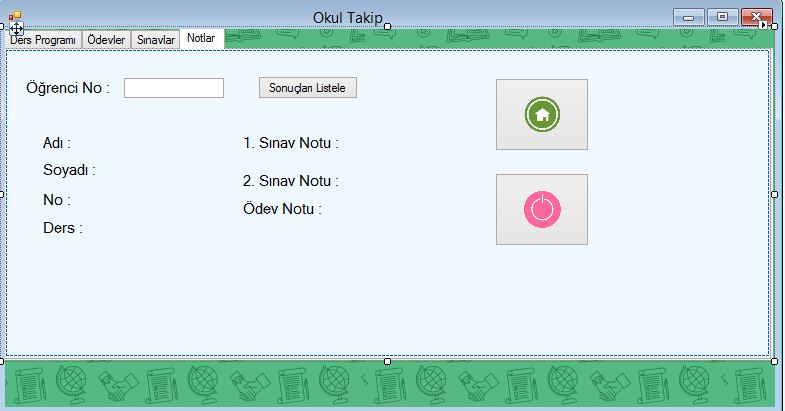 Okul Takip
Ders Programı Ödevler Sınavlar Notlar
Öğrenci No : Sonuçları Listele
Adı : 1. Sınav Notu :
Soyadı : 2. Sınav Notu :
No : Ödev Notu :
Ders :